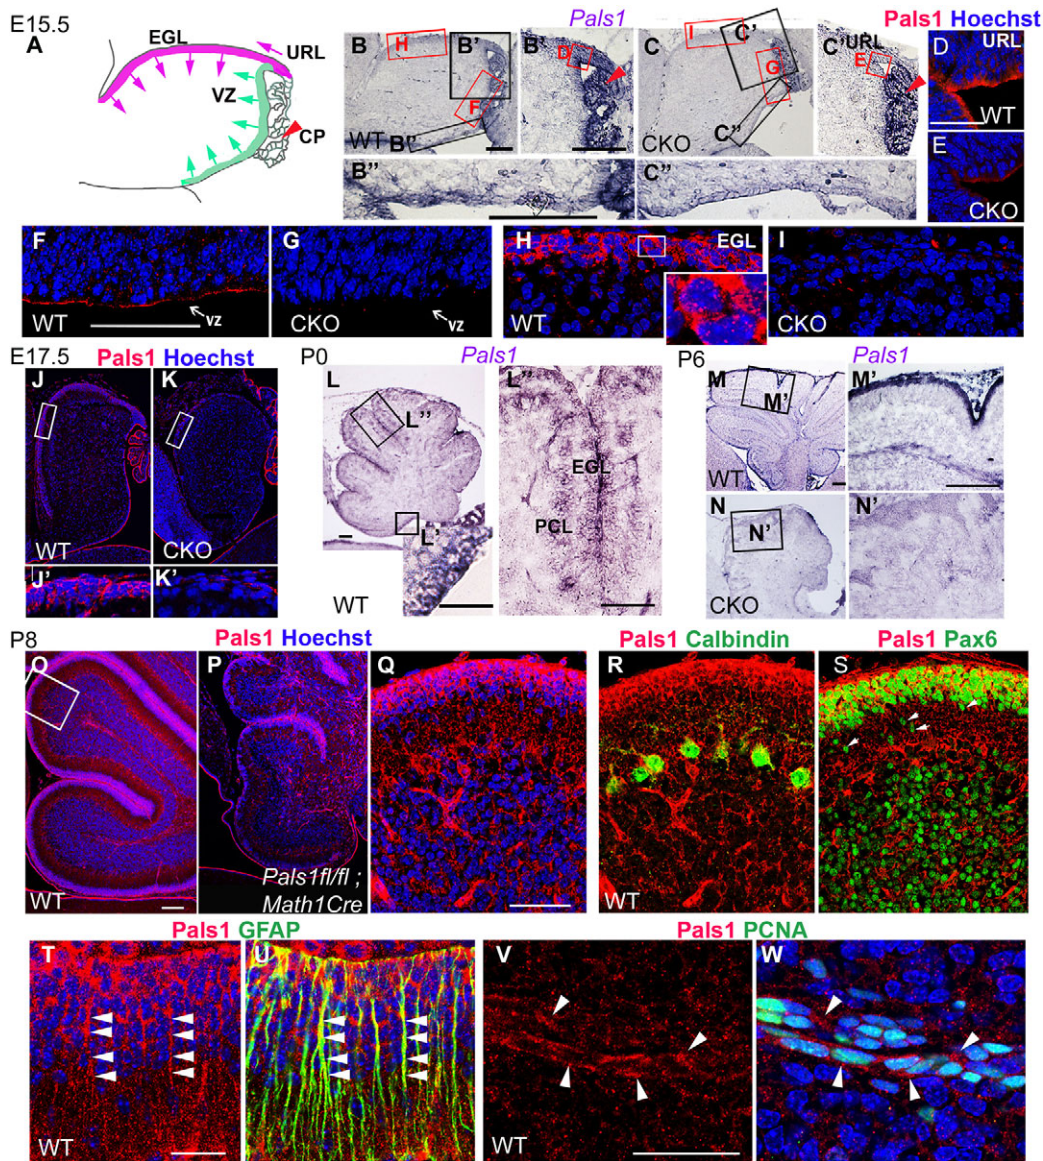 E15.5
Pals1
Pals1 Hoechst
A
EGL
URL
VZ
CP
B
H
B'
F
WT
B''
B'
D
C
I
C'
G
CKO
C''
C'
URL
E
D
URL
WT
B''
C''
E
CKO
F
WT
VZ
G
CKO
VZ
H
EGL
WT
I
CKO
E17.5
Pals1 Hoechst
P0
Pals1
P6
Pals1
J
WT
K
CKO
J'
K'
L
L''
L'
WT
L''
EGL
PCL
M
M'
WT
M'
N
N'
CKO
N'
P8
Pals1 Hoechst
Pals1 Calbindin
Pals1 Pax6
O
WT
P
Pals1fl/fl ;
Math1Cre
Q
R
WT
S
Pals1 GFAP
Pals1 PCNA
T
WT
U
V
WT
W